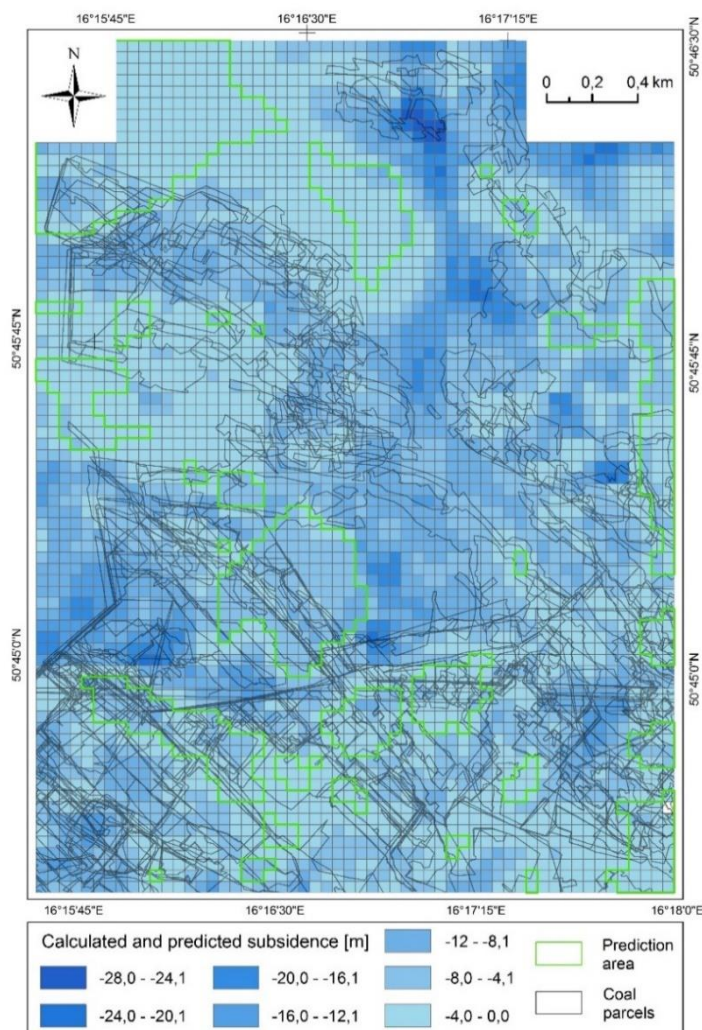 16°15'45"E 16°16'30"E 16°17'15"E
50°46'30"N
N
0 0,2 0,4 km
50°45'45"N 50°45'45"N
50°45'0"N 50°45'0"N
16°15'45"E 16°16'30"E 16°17'15"E 16°18'0"E
Calculated and predicted subsidence [m]
-28,0 - -24,1 -20,0 - -16,1 -12 - -8,1 Prediction area
-24,0 - -20,1 -16,0 - -12,1 -8,0 - -4,1 Coal parcels
-4,0 - 0,0